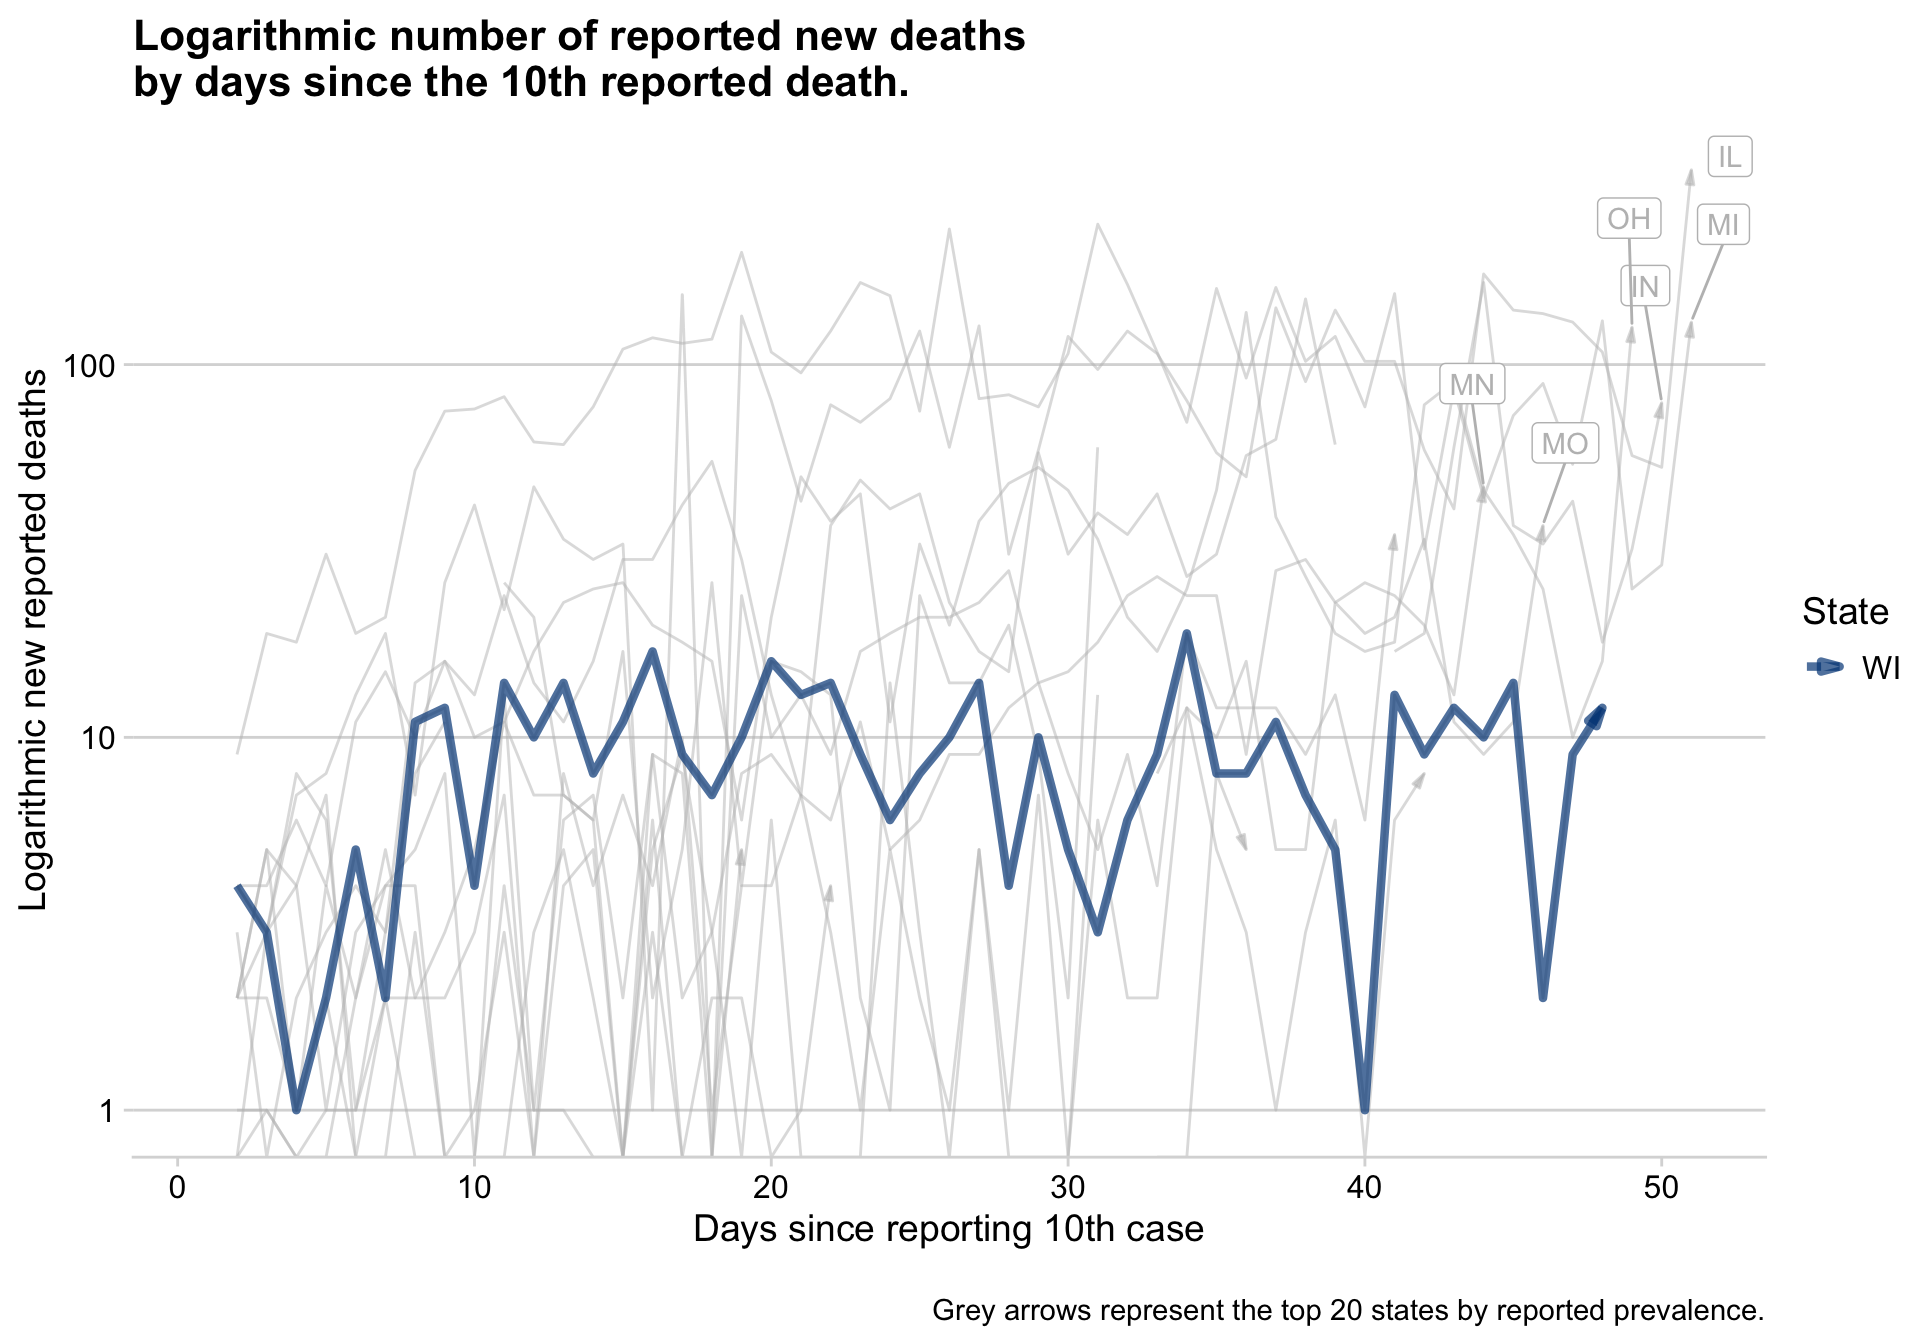 Logarithmic number of reported new deaths
by days since the 10th reported death.
IL
OH
MI
IN
MN
MO
100
10
1
Logarithmic new reported deaths
0
10
20
30
40
50
Days since reporting 10th case
State
WI
Grey arrows represent the top 20 states by reported prevalence.